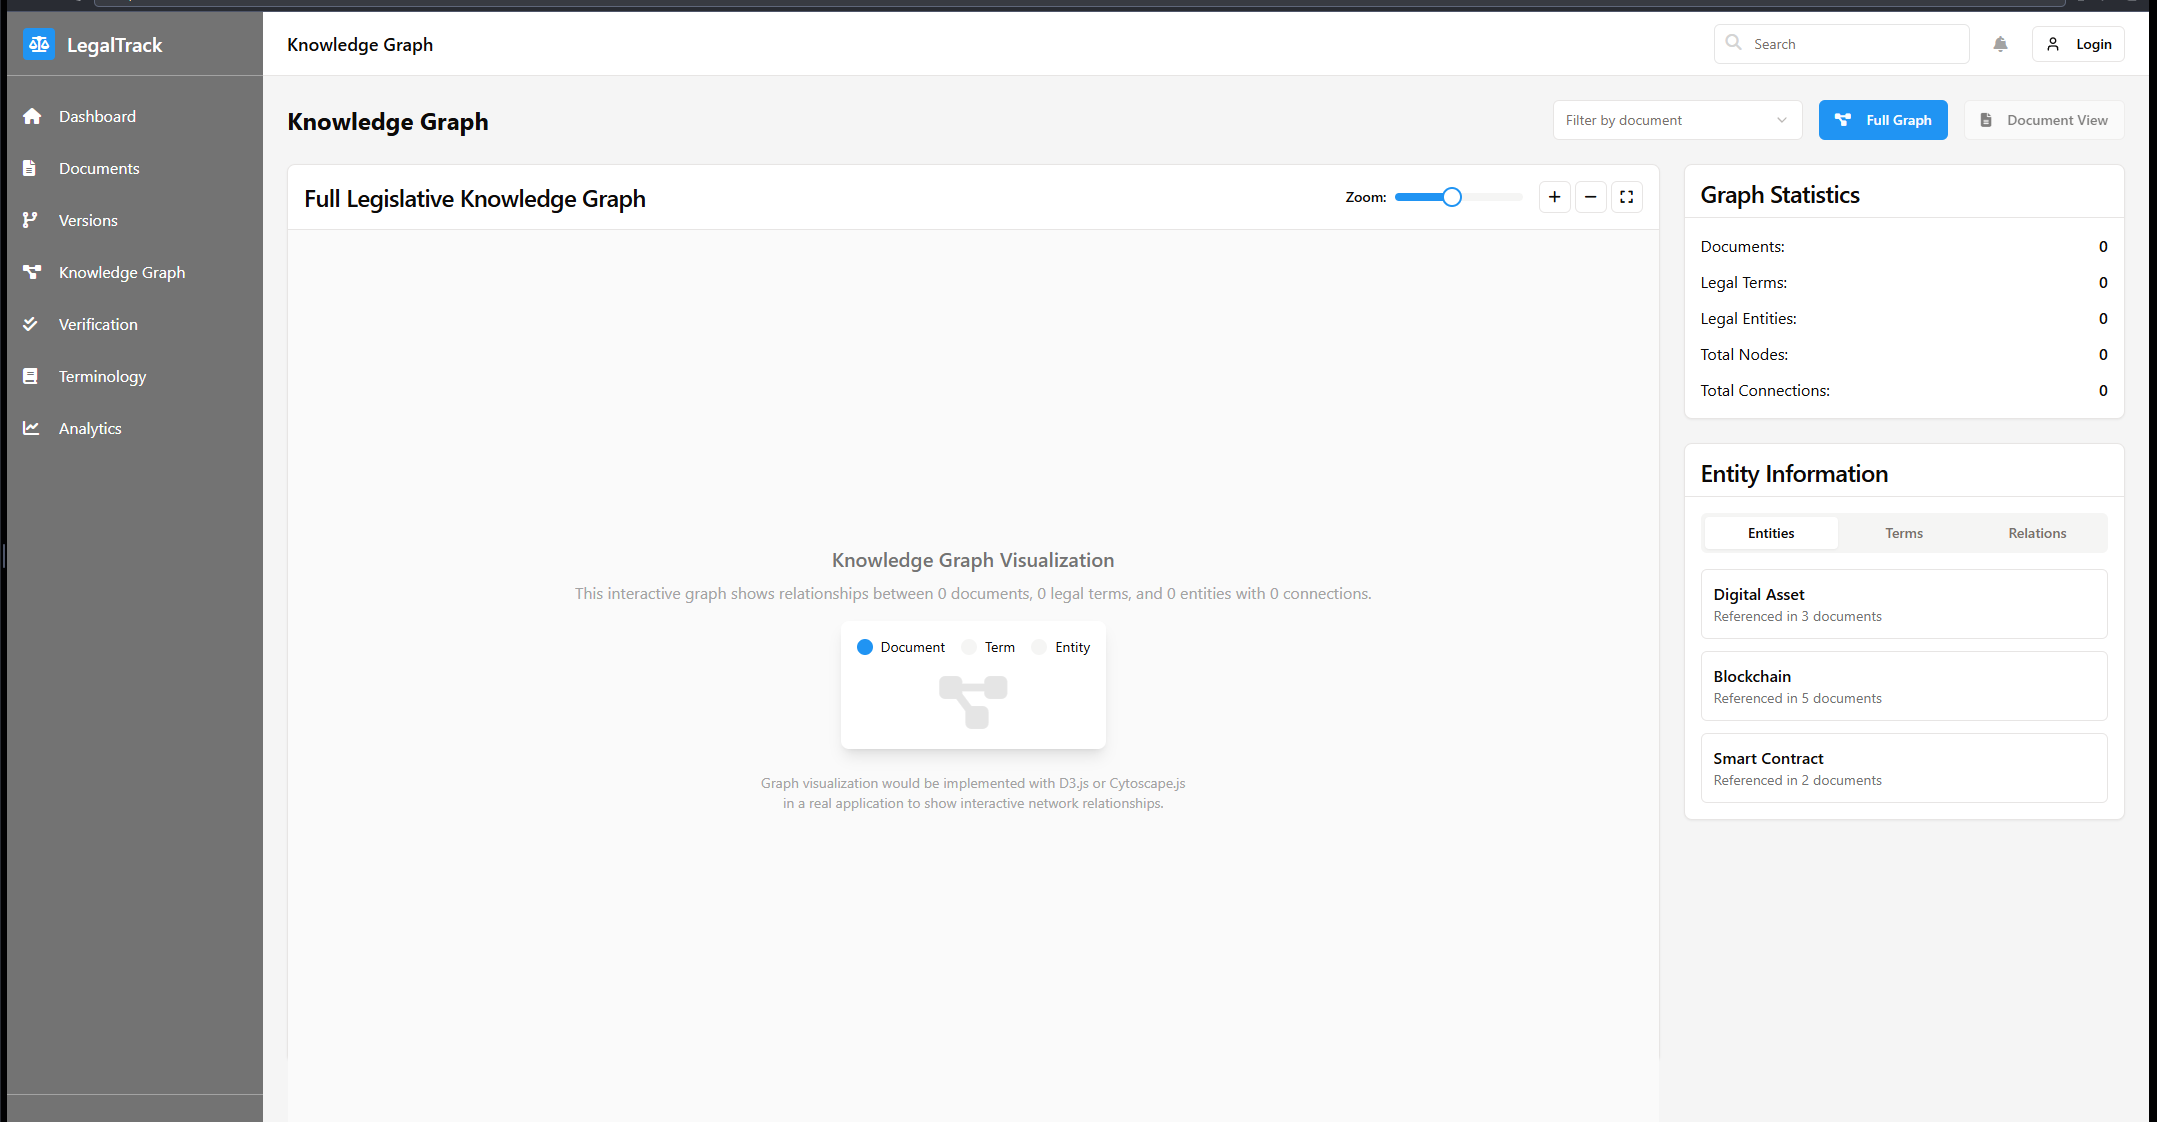 LegalTrack
Dashboard
Documents
Versions
Knowledge Graph
Verification
Terminology
Analytics
Knowledge Graph
Search
Login
Knowledge Graph
Filter by document
Full Graph
Document View
Full Legislative Knowledge Graph
Zoom:
Knowledge Graph Visualization
This interactive graph shows relationships between 0 documents, 0 legal terms, and 0 entities with 0 connections.
Document Term Entity
Graph visualization would be implemented with D3.js or Cytoscape.js
in a real application to show interactive network relationships.
Graph Statistics
Documents: 0
Legal Terms: 0
Legal Entities: 0
Total Nodes: 0
Total Connections: 0
Entity Information
Entities Terms Relations
Digital Asset
Referenced in 3 documents
Blockchain
Referenced in 5 documents
Smart Contract
Referenced in 2 documents